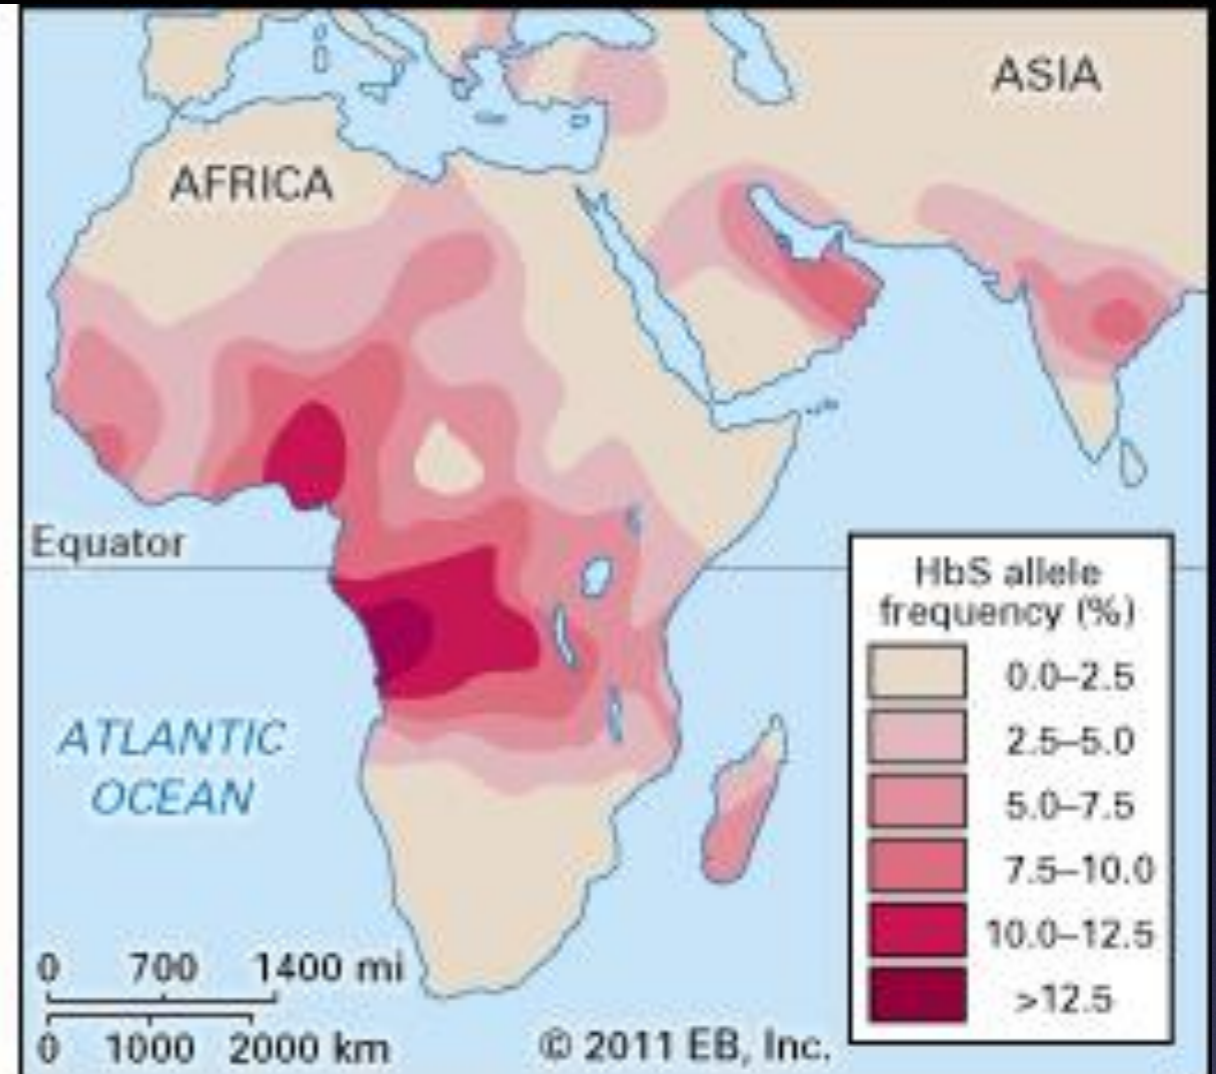 ASIA
AFRICA
Equator
HbS allele
frequency (%)
0.0–2.5
2.5–5.0
5.0–7.5
7.5–10.0
10.0–12.5
>12.5
ATLANTIC
OCEAN
0 700 1400 mi
0 1000 2000 km
© 2011 EB, Inc.